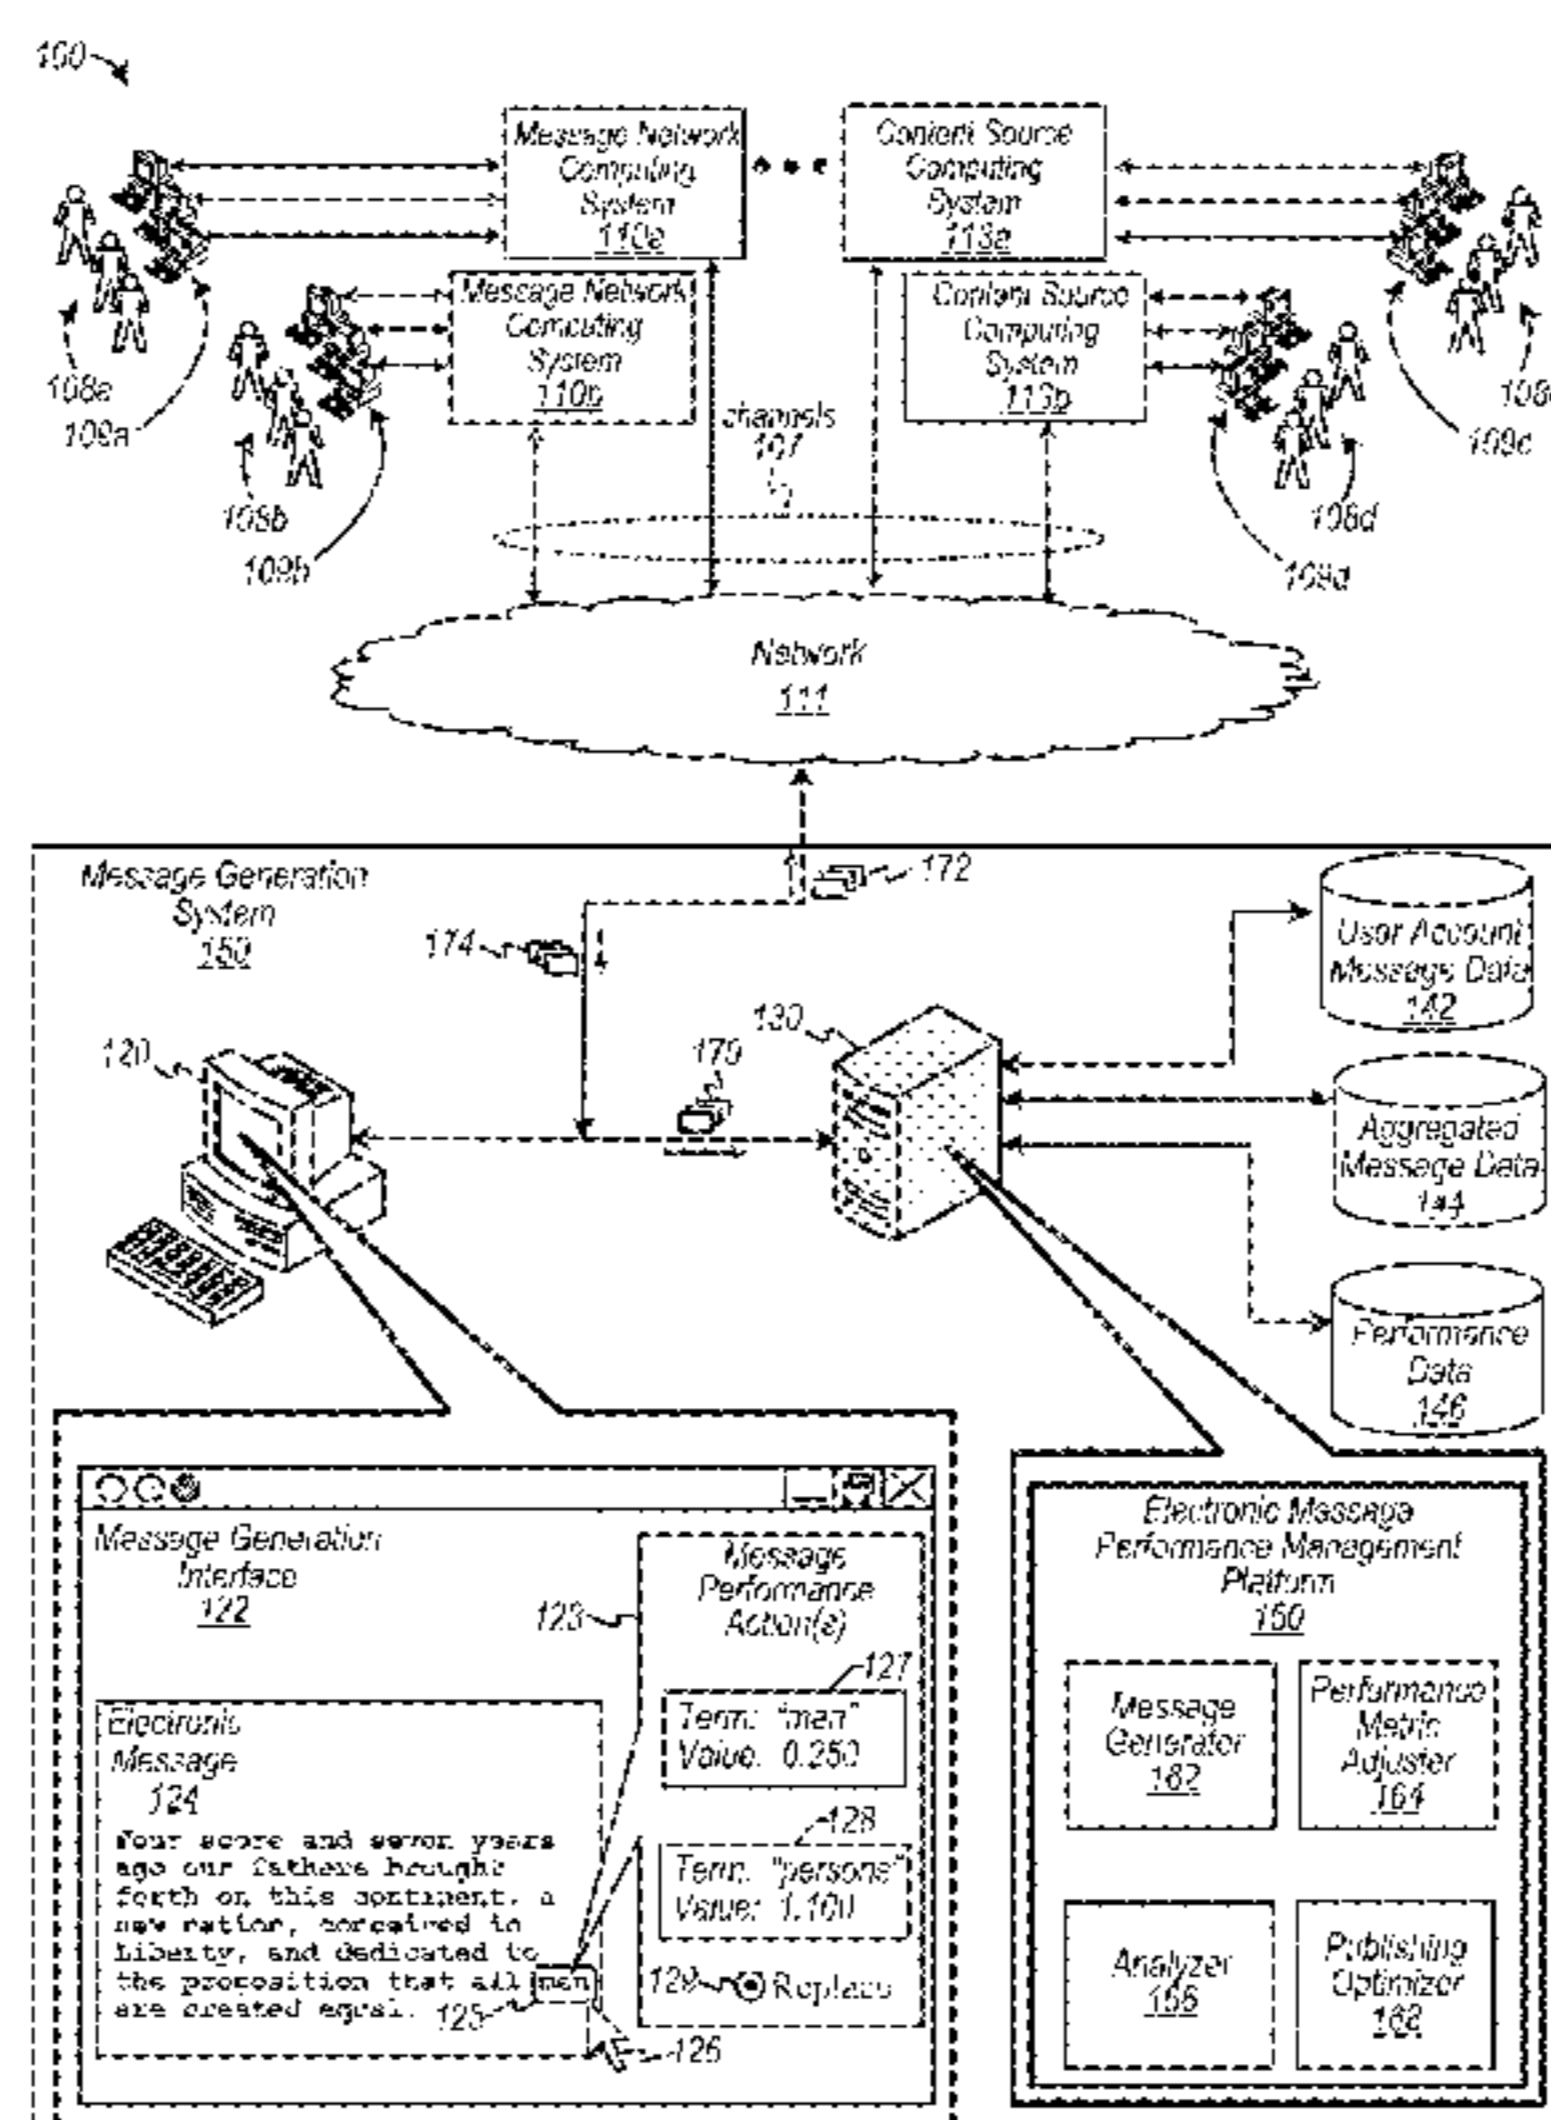 100
Message Network
Computing
System
110a
Content Source
Computing
System
113a
Message Network
Computing
System
110b
Content Source
Computing
System
113b
108a
109a
108b
109b
channels
107
109c
108d
109d
Network
111
Message Generation
System
150
172
174
120
170
130
User Account
Message Data
142
Aggregated
Message Data
144
Performance
Data
146
Message Generation
Interface
122
123
Message
Performance
Action(s)
127
Term: "men"
Value: 0.250
128
Term: "persons"
Value: 1.100
129
Replace
Electronic
Message
124
Four score and seven years
ago our fathers brought
forth on this continent, a
new nation, conceived in
Liberty, and dedicated to
the proposition that all men
are created equal.
125
126
Electronic Message
Performance Management
Platform
160
Message
Generator
162
Performance
Metric
Adjuster
164
Analyzer
166
Publishing
Optimizer
168